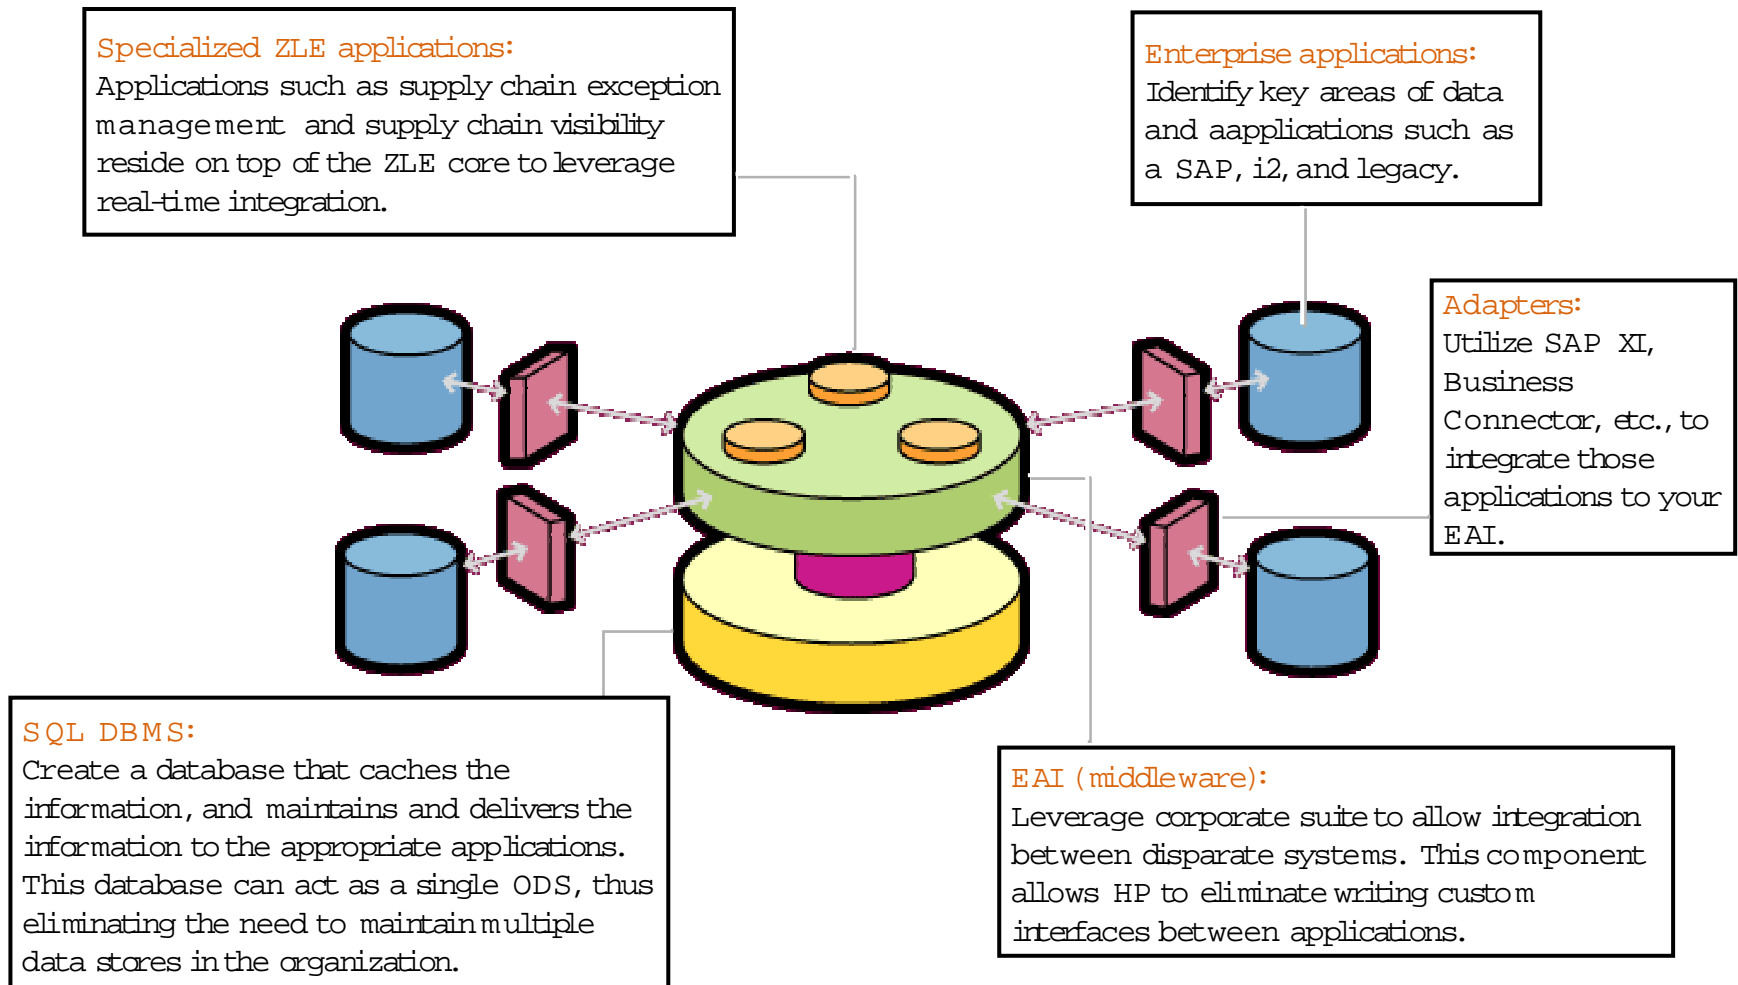 Specialized ZLE applications:
Applications such as supply chain exception
management and supply chain visibility
reside on top of the ZLE core to leverage
real-time integration.
Enterprise applications:
Identify key areas of data
and aapplications such as
a SAP, i2, and legacy.
Adapters:
Utilize SAP XI,
Business
Connector, etc., to
integrate those
applications to your
EAI.
SQL DBMS:
Create a database that caches the
information, and maintains and delivers the
information to the appropriate applications.
This database can act as a single ODS, thus
eliminating the need to maintain multiple
data stores in the organization.
EAI (middleware):
Leverage corporate suite to allow integration
between disparate systems. This component
allows HP to eliminate writing custom
interfaces between applications.